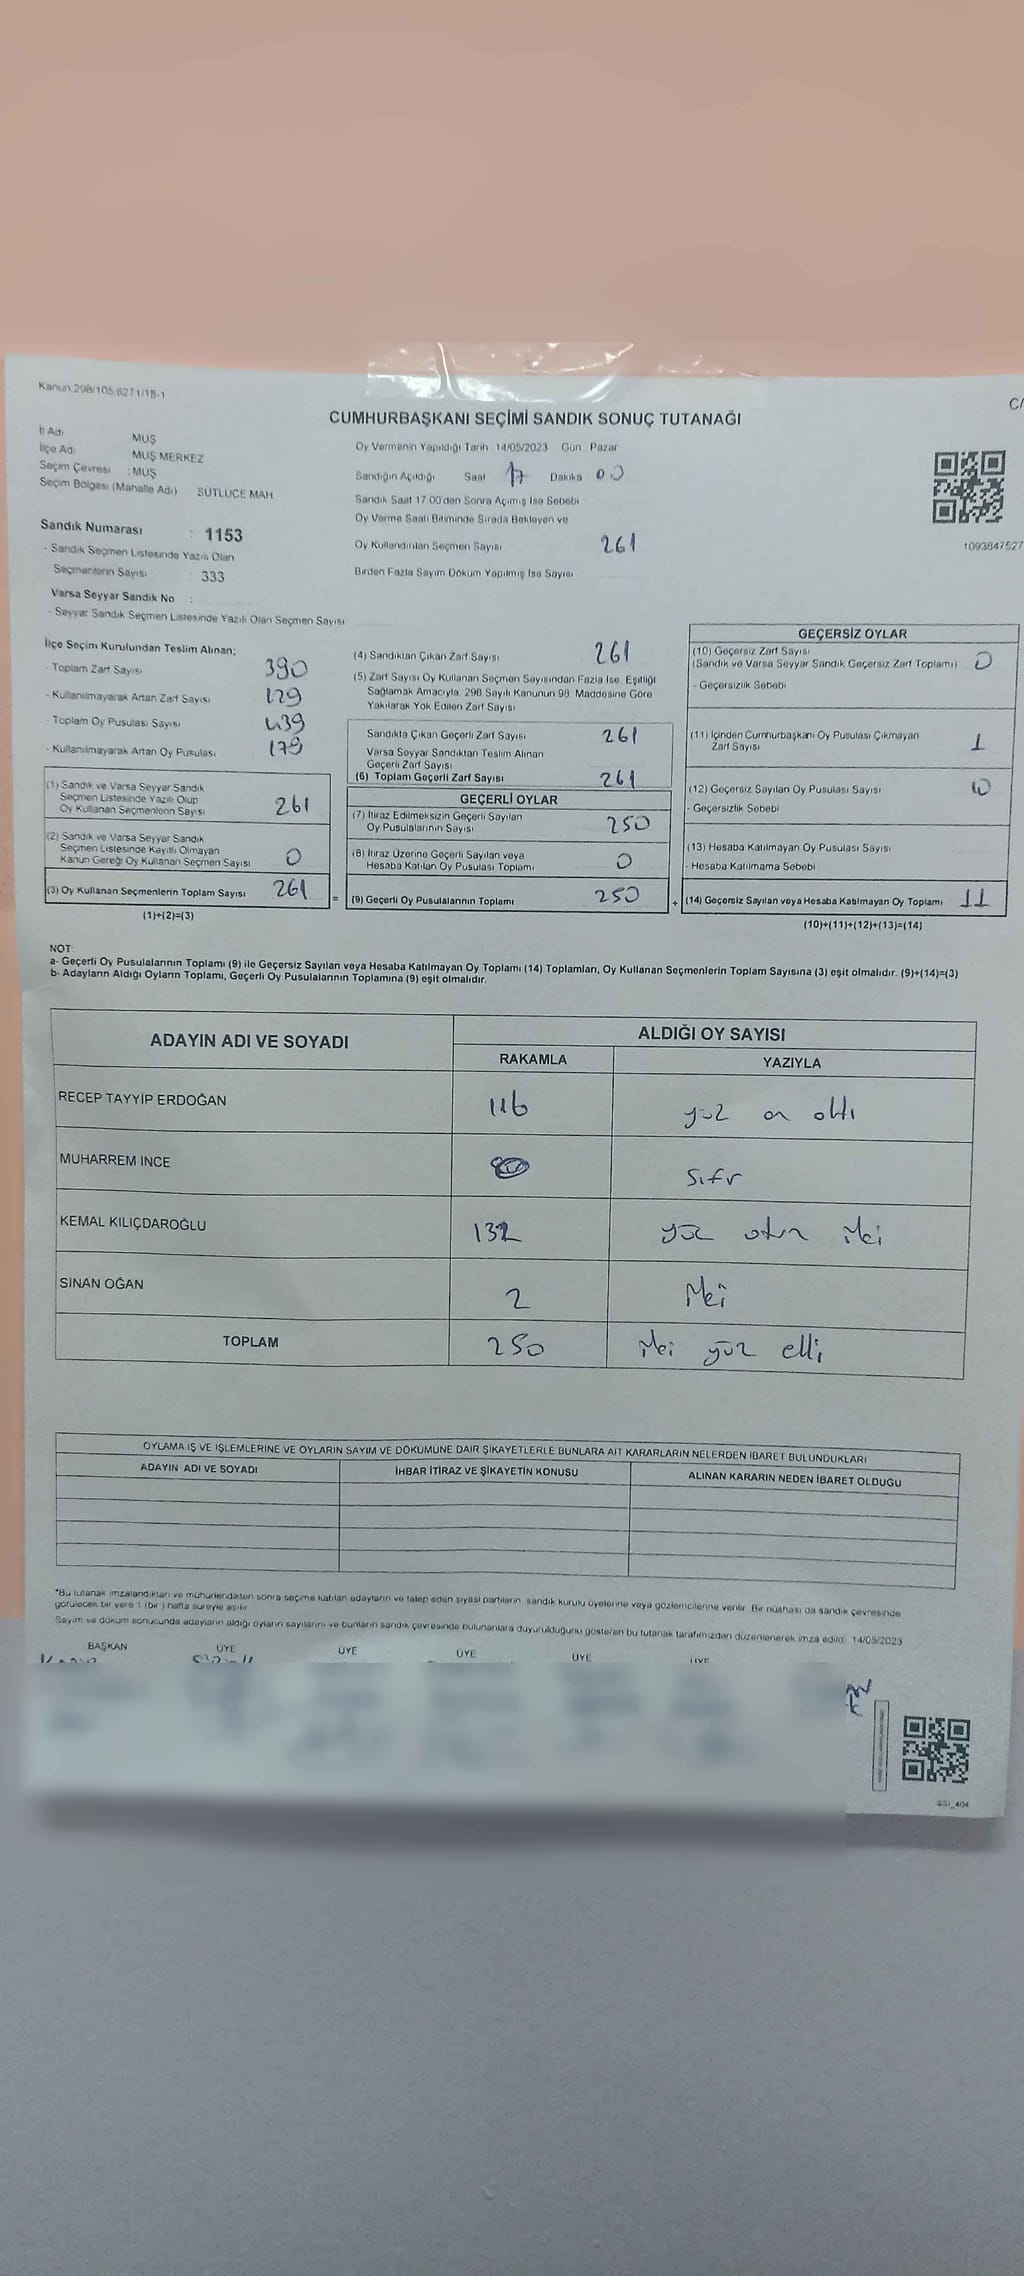 Kanun.298/105.6271/18-1
C/
CUMHURBAŞKANI SEÇİMİ SANDIK SONUÇ TUTANAĞI
İl Adı MUŞ
İlçe Adı MUŞ MERKEZ
Seçim Çevresi : MUŞ
Seçim Bölgesi (Mahalle Adı) SÜTLÜCE MAH.
Oy Vermenin Yapıldığı Tarih 14/05/2023 Gün Pazar
Sandığın Açıldığı Saat 17 Dakika 00
Sandık Saat 17.00'den Sonra Açımış İse Sebebi
Oy Verme Saati Bitiminde Sırada Bekleyen ve
Oy Kullandırılan Seçmen Sayısı 261
Birden Fazla Sayım Döküm Yapılmış İse Sayısı
1093647527
Sandık Numarası : 1153
- Sandık Seçmen Listesinde Yazılı Olan
Seçmenlerin Sayısı : 333
Varsa Seyyar Sandık No :
- Seyyar Sandık Seçmen Listesinde Yazılı Olan Seçmen Sayısı
İlçe Seçim Kurulundan Teslim Alınan;
- Toplam Zarf Sayısı 390
- Kullanılmayarak Artan Zarf Sayısı 129
- Toplam Oy Pusulası Sayısı 439
- Kullanılmayarak Artan Oy Pusulası 179
(1) Sandık ve Varsa Seyyar Sandık
Seçmen Listesinde Yazılı Olup
Oy Kullanan Seçmenlerin Sayısı 261
(2) Sandık ve Varsa Seyyar Sandık
Seçmen Listesinde Kayıtlı Olmayan
Kanun Gereği Oy Kullanan Seçmen Sayısı 0
(3) Oy Kullanan Seçmenlerin Toplam Sayısı 261
(1)+(2)=(3)
(4) Sandıktan Çıkan Zarf Sayısı 261
(5) Zarf Sayısı Oy Kullanan Seçmen Sayısından Fazla İse, Eşitliği
Sağlamak Amacıyla, 298 Sayılı Kanunun 98. Maddesine Göre
Yakılarak Yok Edilen Zarf Sayısı
Sandıkta Çıkan Geçerli Zarf Sayısı 261
Varsa Seyyar Sandıktan Teslim Alınan
Geçerli Zarf Sayısı
(6) Toplam Geçerli Zarf Sayısı 261
GEÇERLİ OYLAR
(7) İtiraz Edilmeksizin Geçerli Sayılan
Oy Pusulalarının Sayısı 250
(8) İtiraz Üzerine Geçerli Sayılan veya
Hesaba Katılan Oy Pusulası Toplamı 0
= (9) Geçerli Oy Pusulalarının Toplamı 250
GEÇERSİZ OYLAR
(10) Geçersiz Zarf Sayısı
(Sandık ve Varsa Seyyar Sandık Geçersiz Zarf Toplamı) 0
- Geçersizlik Sebebi
(11) İçinden Cumhurbaşkanı Oy Pusulası Çıkmayan
Zarf Sayısı 1
(12) Geçersiz Sayılan Oy Pusulası Sayısı 10
- Geçersizlik Sebebi
(13) Hesaba Katılmayan Oy Pusulası Sayısı
- Hesaba Katılmama Sebebi
+ (14) Geçersiz Sayılan veya Hesaba Katılmayan Oy Toplamı 11
(10)+(11)+(12)+(13)=(14)
NOT:
a- Geçerli Oy Pusulalarının Toplamı (9) ile Geçersiz Sayılan veya Hesaba Katılmayan Oy Toplamı (14) Toplamları, Oy Kullanan Seçmenlerin Toplam Sayısına (3) eşit olmalıdır. (9)+(14)=(3)
b- Adayların Aldığı Oyların Toplamı, Geçerli Oy Pusulalarının Toplamına (9) eşit olmalıdır.
ADAYIN ADI VE SOYADI ALDIĞI OY SAYISI
RAKAMLA YAZIYLA
RECEP TAYYİP ERDOĞAN 116 yüz on altı
MUHARREM İNCE sıfır
KEMAL KILIÇDAROĞLU 132 yüz otuz iki
SİNAN OĞAN 2 iki
TOPLAM 250 iki yüz elli
OYLAMA İŞ VE İŞLEMLERİNE VE OYLARIN SAYIM VE DÖKÜMÜNE DAİR ŞİKAYETLERLE BUNLARA AİT KARARLARIN NELERDEN İBARET BULUNDUKLARI
ADAYIN ADI VE SOYADI İHBAR İTİRAZ VE ŞİKAYETİN KONUSU ALINAN KARARIN NEDEN İBARET OLDUĞU
*Bu tutanak imzalandıktan ve mühürlendikten sonra seçime katılan adayların ve talep eden siyasi partilerin sandık kurulu üyelerine veya gözlemcilerine verilir. Bir nüshası da sandık çevresinde
görülecek bir yere 1 (bir ) hafta süreyle asılır.
Sayım ve döküm sonucunda adayların aldığı oyların sayılarını ve bunların sandık çevresinde bulunanlara duyurulduğunu gösteren bu tutanak tarafımızdan düzenlenerek imza edildi. 14/05/2023
BAŞKAN ÜYE ÜYE ÜYE ÜYE ÜYE